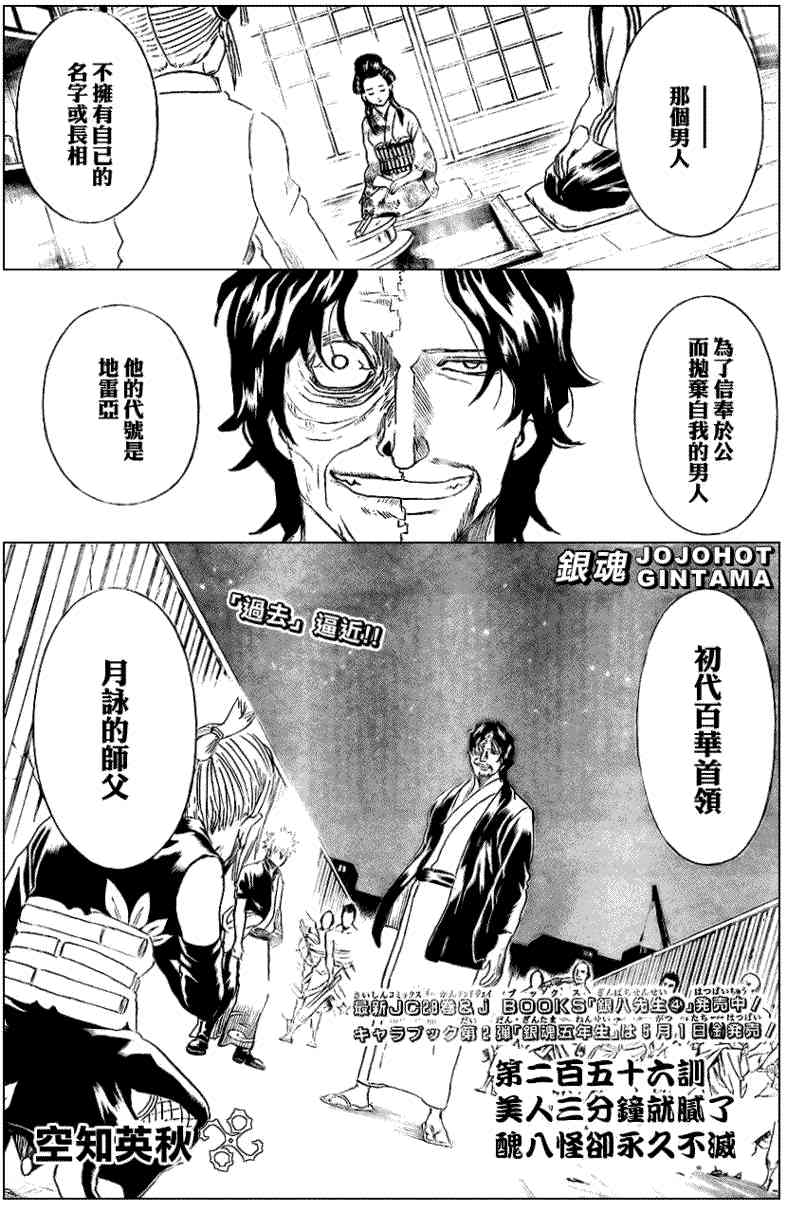 ——
那個男人
不擁有自己的
名字或長相
為了信奉於公
而拋棄自我的男人
他的代號是
地雷亞
銀魂
JOJOHOT
GINTAMA
「過去」逼近!!
初代百華首領
月詠的師父
☆最新JC28巻&J BOOKS「銀八先生④」発売中!
キャラブック第2弾「銀魂五年生」は5月1日㊎発売!
第二百五十六訓
美人三分鐘就膩了
醜八怪卻永久不滅
空知英秋